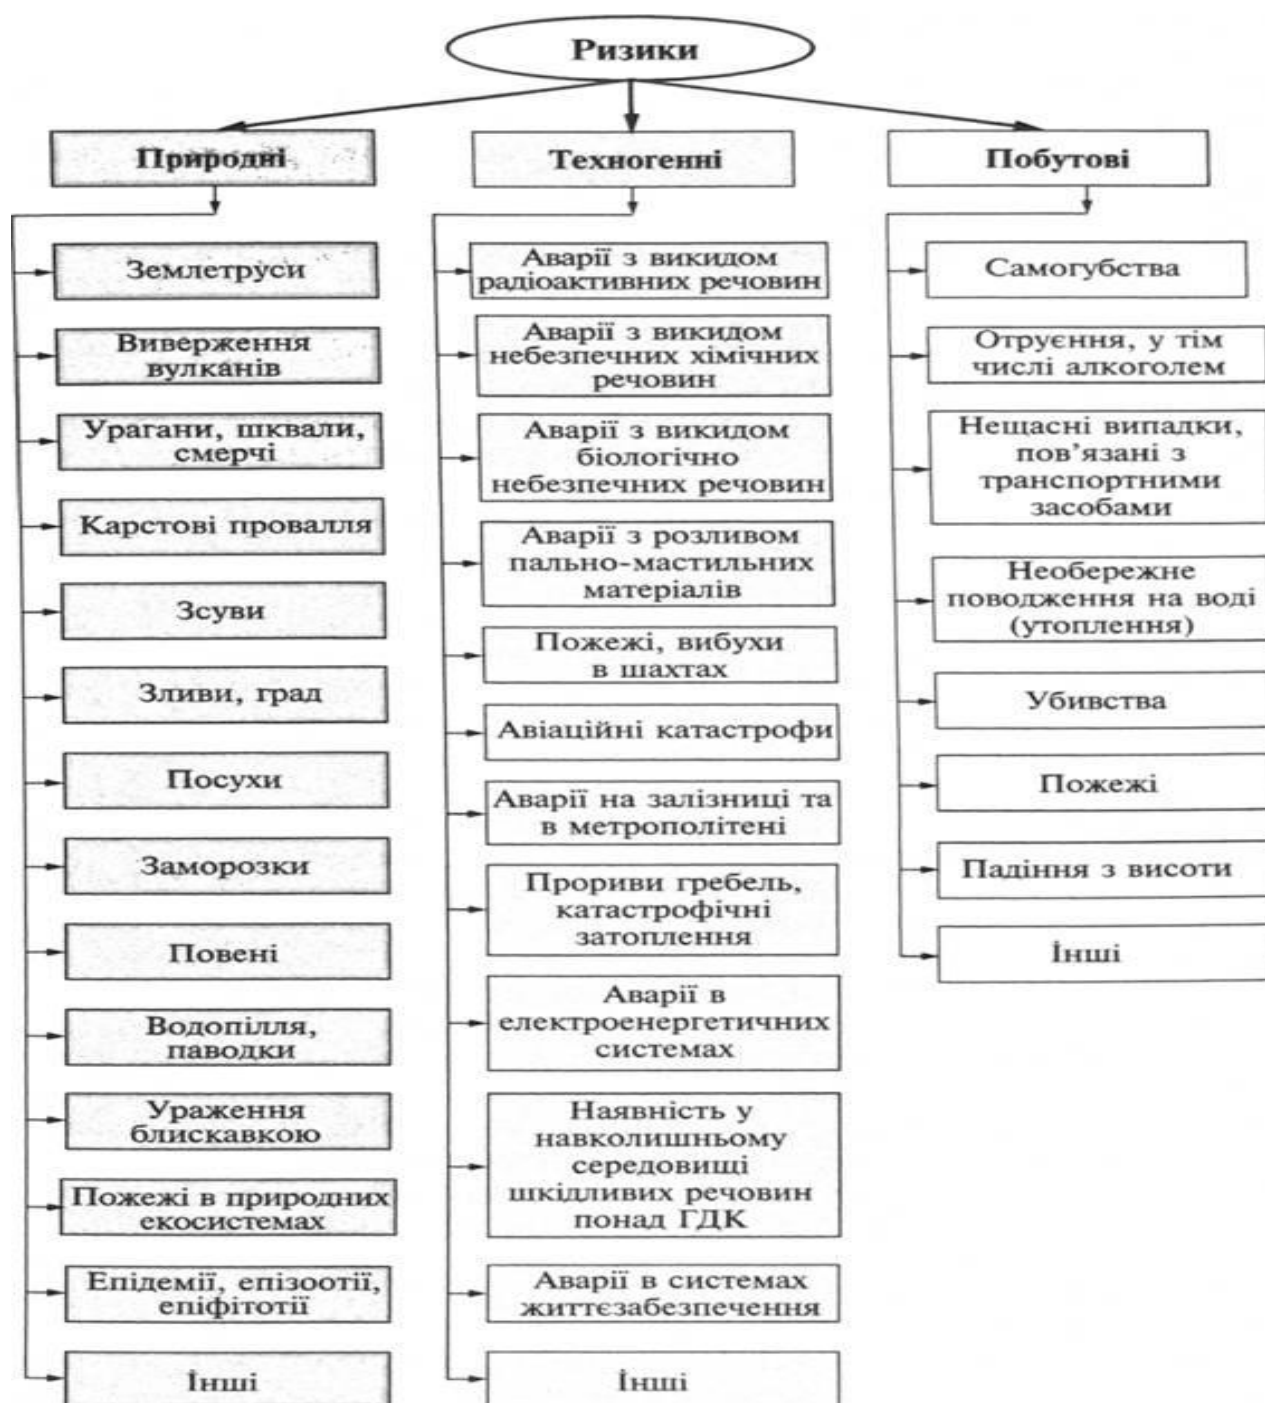 Ризики
Природні
Землетруси
Виверження
вулканів
Урагани, шквали,
смерчі
Карстові провалля
Зсуви
Зливи, град
Посухи
Заморозки
Повені
Водопілля,
паводки
Ураження
блискавкою
Пожежі в природних
екосистемах
Епідемії, епізоотії,
епіфітотії
Інші
Техногенні
Аварії з викидом
радіоактивних речовин
Аварії з викидом
небезпечних хімічних
речовин
Аварії з викидом
біологічно
небезпечних речовин
Аварії з розливом
пально-мастильних
матеріалів
Пожежі, вибухи
в шахтах
Авіаційні катастрофи
Аварії на залізниці та
в метрополітені
Прориви гребель,
катастрофічні
затоплення
Аварії в
електроенергетичних
системах
Наявність у
навколишньому
середовищі
шкідливих речовин
понад ГДК
Аварії в системах
життєзабезпечення
Інші
Побутові
Самогубства
Отруєння, у тім
числі алкоголем
Нещасні випадки,
пов’язані з
транспортними
засобами
Необережне
поводження на воді
(утоплення)
Убивства
Пожежі
Падіння з висоти
Інші